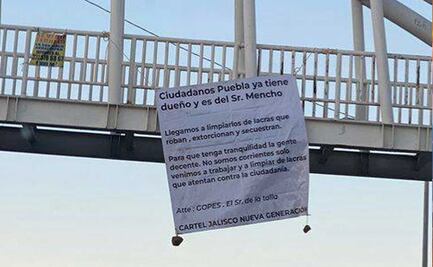 Ciudadanos Puebla ya tiene
dueño y es del Sr. Mencho
Llegamos a limpiarlos de lacras que
roban , extorcionan y secuestran.
Para que tenga tranquilidad la gente
decente. No somos corrientes solo
venimos a trabajar y a limpiar de lacras
que atentan contra la ciudadanía.
Atte : GOPES . El Sr. de la tallo
CARTEL JALISCO NUEVA GENERACIÓN